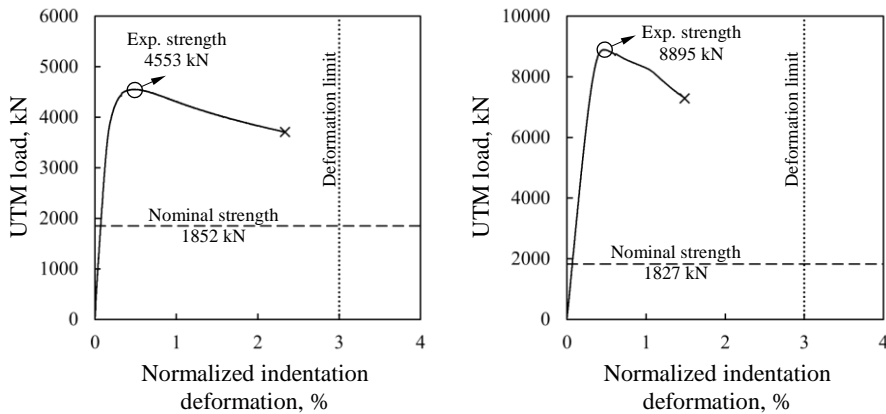 6000
5000
4000
3000
2000
1000
0
UTM load, kN
Exp. strength
4553 kN
Deformation limit
Nominal strength
1852 kN
0 1 2 3 4
Normalized indentation
deformation, %
10000
8000
6000
4000
2000
0
UTM load, kN
Exp. strength
8895 kN
Deformation limit
Nominal strength
1827 kN
0 1 2 3 4
Normalized indentation
deformation, %